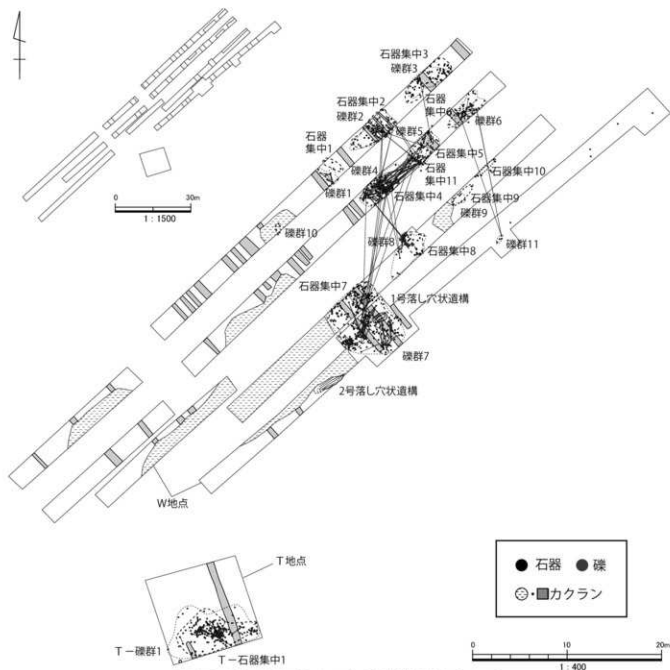 0
30m
1：1500
石器集中3
礫群3
石器集中2
礫群2
石器
集中6
礫群6
石器
集中1
礫群5
石器集中5
石器集中10
礫群4
石器
集中11
礫群1
石器集中4
石器集中9
礫群9
礫群10
礫群8
石器集中8
礫群11
石器集中7
1号落し穴状遺構
礫群7
2号落し穴状遺構
W地点
T地点
T－礫群1
T－石器集中1
石器
礫
・
カクラン
0
10
20m
1：400